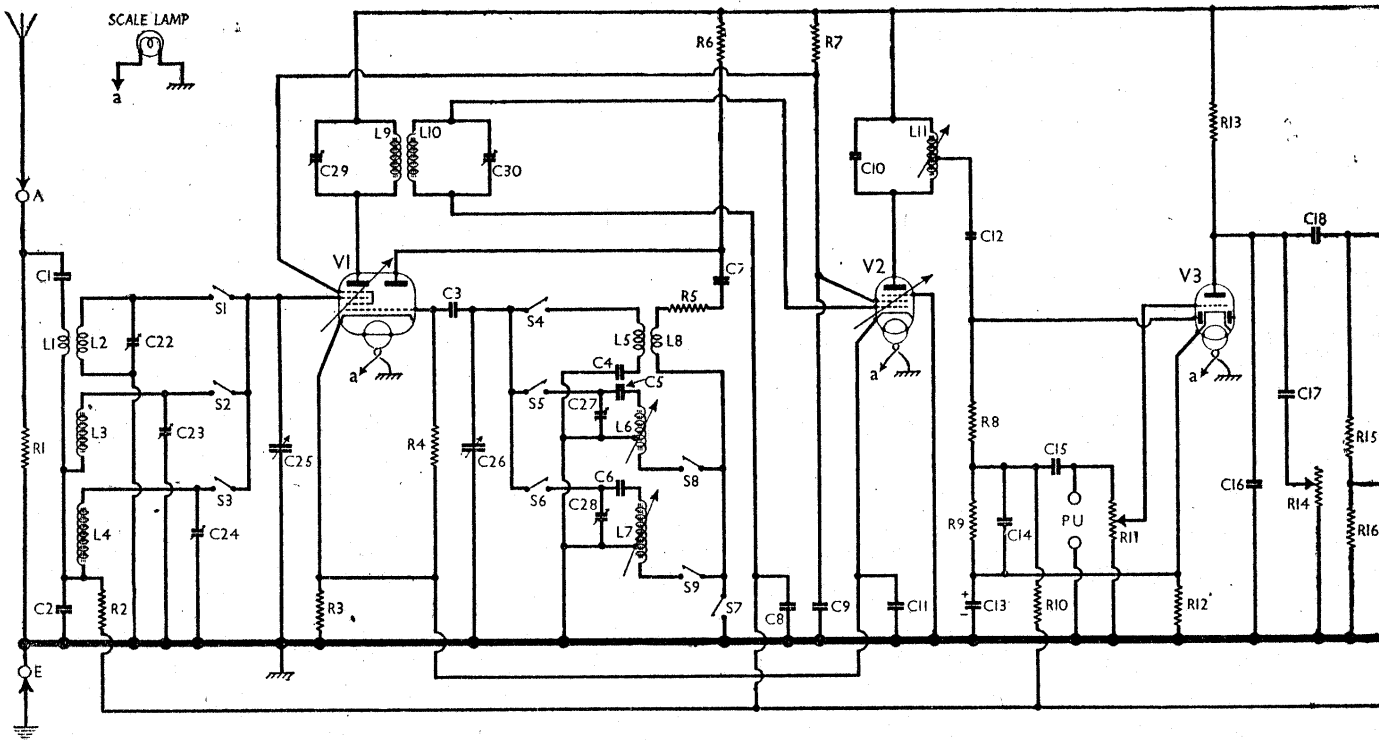 SCALE LAMP
a
R6
R7
L9
L10
L11
R13
C29
C30
C10
A
C18
C12
V1
C7
V2
V3
C1
C3
R5
S1
S4
L1
L2
C22
L5
L8
a
C4
a
a
C5
S2
S5
C27
C17
L3
C23
L6
R1
R4
R8
R15
C25
C26
C15
S8
S3
S6
C6
C16
R14
C28
PU
L4
C24
L7
R9
C14
R11
R16
S9
C2
R2
R3
S7
C8
C9
C11
+
C13
–
R10
R12
E